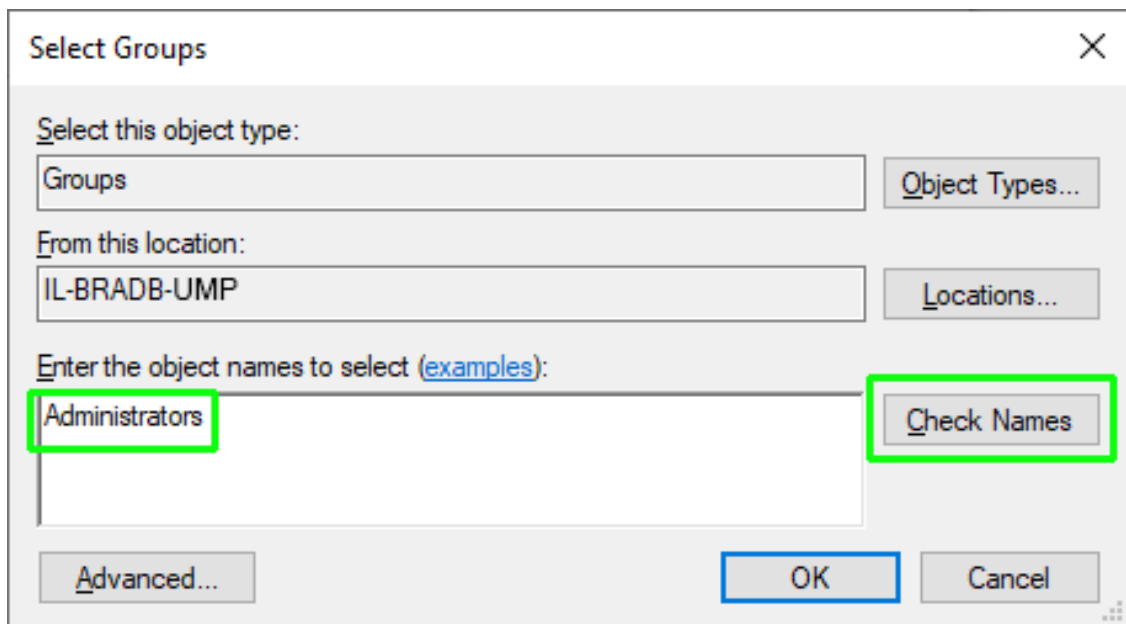 Select Groups
Select this object type:
Groups
Object Types...
From this location:
IL-BRADB-UMP
Locations...
Enter the object names to select (examples):
Administrators
Check Names
Advanced...
OK
Cancel